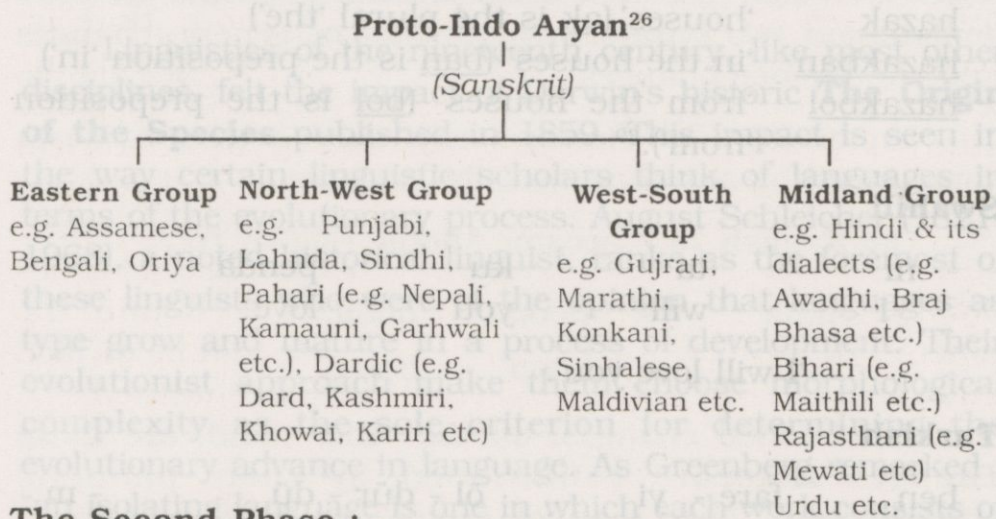 Proto-Indo Aryan²⁶
(Sanskrit)
Eastern Group
e.g. Assamese,
Bengali, Oriya
North-West Group
e.g. Punjabi,
Lahnda, Sindhi,
Pahari (e.g. Nepali,
Kamauni, Garhwali
etc.), Dardic (e.g.
Dard, Kashmiri.
Khowai, Kariri etc)
West-South
Group
e.g. Gujrati,
Marathi,
Konkani,
Sinhalese,
Maldivian etc.
Midland Group
e.g. Hindi & its
dialects (e.g.
Awadhi, Braj
Bhasa etc.)
Bihari (e.g.
Maithili etc.)
Rajasthani (e.g.
Mewati etc)
Urdu etc.
The Second Phase :